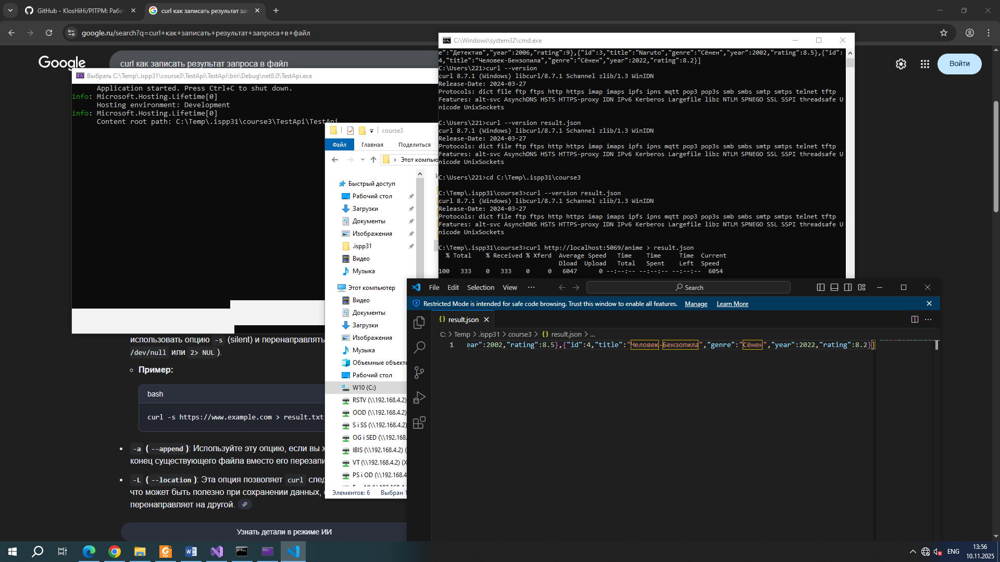 GitHub - KlosHiHi/PITPM: Рабо
curl как записать результат за
google.ru/search?q=curl+как+записать+результат+запроса+в+файл
Google
curl как записать результат запроса в файл
Войти
C:\Windows\system32\cmd.exe
e":"Детектив","year":2006,"rating":9},{"id":3,"title":"Naruto","genre":"Сёнен","year":2002,"rating":8.5},{"id":
4,"title":"Человек-Бензопила","genre":"Сёнен","year":2022,"rating":8.2}]
C:\Users\221>curl --version
curl 8.7.1 (Windows) libcurl/8.7.1 Schannel zlib/1.3 WinIDN
Release-Date: 2024-03-27
Protocols: dict file ftp ftps http https imap imaps ipfs ipns mqtt pop3 pop3s smb smbs smtp smtps telnet tftp
Features: alt-svc AsynchDNS HSTS HTTPS-proxy IDN IPv6 Kerberos Largefile libz NTLM SPNEGO SSL SSPI threadsafe U
nicode UnixSockets
C:\Users\221>curl --version result.json
curl 8.7.1 (Windows) libcurl/8.7.1 Schannel zlib/1.3 WinIDN
Release-Date: 2024-03-27
Protocols: dict file ftp ftps http https imap imaps ipfs ipns mqtt pop3 pop3s smb smbs smtp smtps telnet tftp
Features: alt-svc AsynchDNS HSTS HTTPS-proxy IDN IPv6 Kerberos Largefile libz NTLM SPNEGO SSL SSPI threadsafe U
nicode UnixSockets
C:\Users\221>cd C:\Temp\.ispp31\course3
C:\Temp\.ispp31\course3>curl --version result.json
curl 8.7.1 (Windows) libcurl/8.7.1 Schannel zlib/1.3 WinIDN
Release-Date: 2024-03-27
Protocols: dict file ftp ftps http https imap imaps ipfs ipns mqtt pop3 pop3s smb smbs smtp smtps telnet tftp
Features: alt-svc AsynchDNS HSTS HTTPS-proxy IDN IPv6 Kerberos Largefile libz NTLM SPNEGO SSL SSPI threadsafe U
nicode UnixSockets
C:\Temp\.ispp31\course3>curl http://localhost:5069/anime > result.json
% Total % Received % Xferd Average Speed Time Time Time Current
Dload Upload Total Spent Left Speed
100 333 0 333 0 0 6047 0 --:--:-- --:--:-- --:--:-- 6054
Выбрать C:\Temp\.ispp31\course3\TestApi\TestApi\bin\Debug\net8.0\TestApi.exe
Application started. Press Ctrl+C to shut down.
info: Microsoft.Hosting.Lifetime[0]
Hosting environment: Development
info: Microsoft.Hosting.Lifetime[0]
Content root path: C:\Temp\.ispp31\course3\TestApi\TestApi
course3
Файл Главная Поделиться
Этот компью
Быстрый доступ
Рабочий стол
Загрузки
Документы
Изображения
.ispp31
Видео
Музыка
Этот компьютер
Видео
Документы
Загрузки
Изображения
Музыка
Объемные объекты
Рабочий стол
W10 (C:)
RSTV (\\192.168.4.2)
OOD (\\192.168.4.2)
S i SS (\\192.168.4.2)
OG i SED (\\192.168.
IBIS (\\192.168.4.2) (
VT (\\192.168.4.2) (X
PS i OD (\\192.168.4
Элементов: 6 Выбран 1
File Edit Selection View ···
Search
Restricted Mode is intended for safe code browsing. Trust this window to enable all features. Manage Learn More
{} result.json
C: > Temp > .ispp31 > course3 > {} result.json > ...
1 ear":2002,"rating":8.5},{"id":4,"title":"Человек-Бензопила","genre":"Сёнен","year":2022,"rating":8.2}]
использовать опцию -s (silent) и перенаправлять
/dev/null или 2> NUL ).
Пример:
bash
curl -s https://www.example.com > result.txt
-a ( --append ): Используйте эту опцию, если вы х
конец существующего файла вместо его перезапи
-L ( --location ): Эта опция позволяет curl след
что может быть полезно при сохранении данных,
перенаправляет на другой.
Узнать детали в режиме ИИ
ENG
13:56
10.11.2025